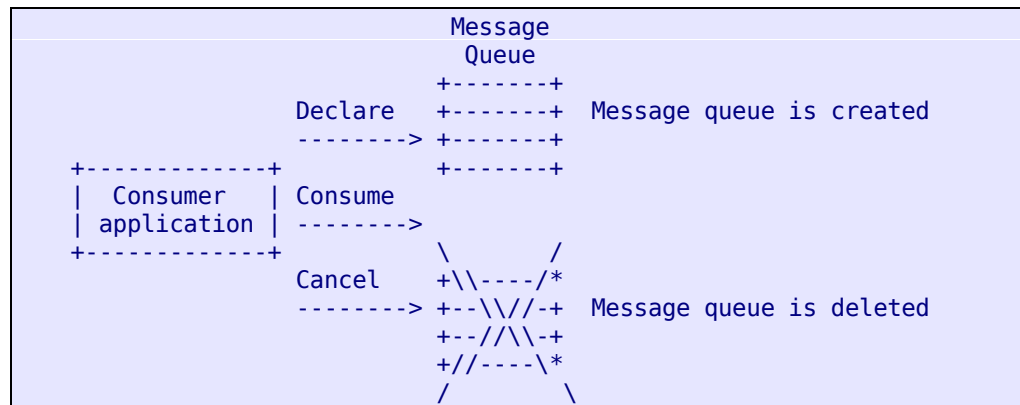 Message
Queue
+-------+
Declare +-------+ Message queue is created
--------> +-------+
+-------------+ +-------+
| Consumer | Consume
| application | -------->
+-------------+ \ /
Cancel +\\----/*
--------> +--\\//-+ Message queue is deleted
+--//\\-+
+//----\*
/ \